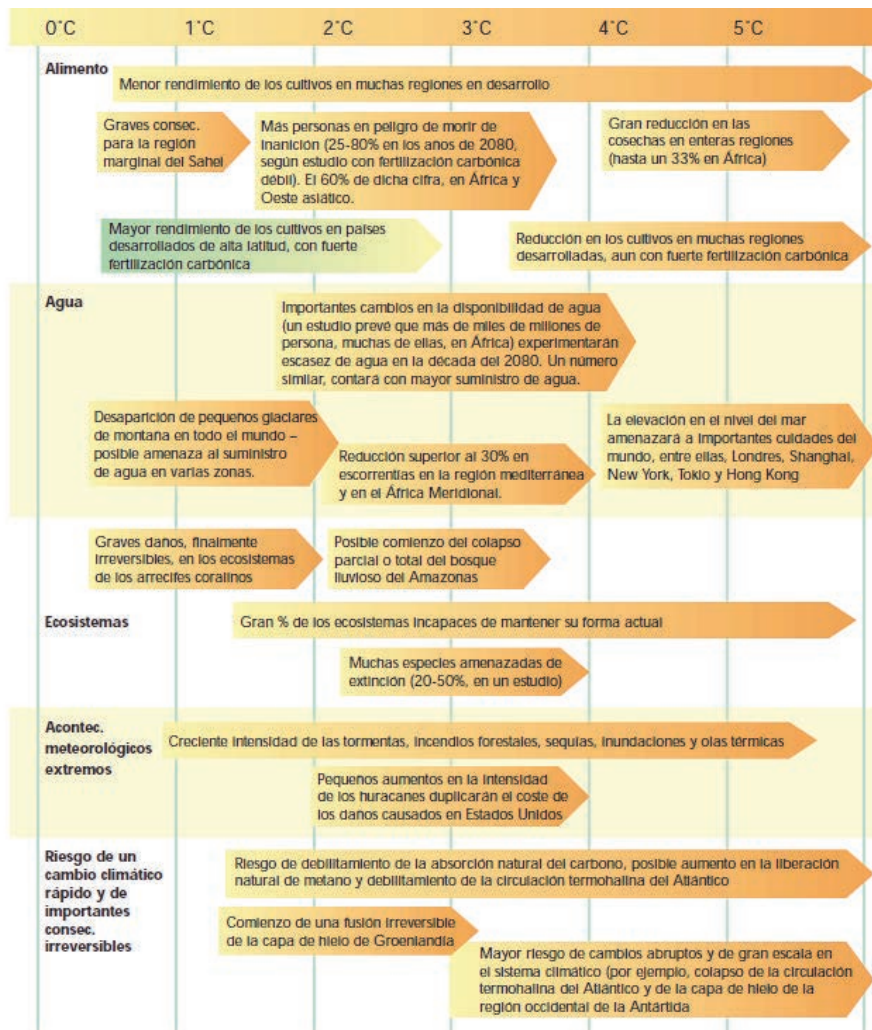 0°C 1°C 2°C 3°C 4°C 5°C
Alimento
Menor rendimiento de los cultivos en muchas regiones en desarrollo
Graves consec.
para la región
marginal del Sahel
Más personas en peligro de morir de
inanición (25-80% en los años de 2080,
según estudio con fertilización carbónica
débil). El 60% de dicha cifra, en África y
Oeste asiático.
Gran reducción en las
cosechas en enteras regiones
(hasta un 33% en África)
Mayor rendimiento de los cultivos en países
desarrollados de alta latitud, con fuerte
fertilización carbónica
Reducción en los cultivos en muchas regiones
desarrolladas, aun con fuerte fertilización carbónica
Agua
Importantes cambios en la disponibilidad de agua
(un estudio prevé que más de miles de millones de
persona, muchas de ellas, en África) experimentarán
escasez de agua en la década del 2080. Un número
similar, contará con mayor suministro de agua.
Desaparición de pequeños glaciares
de montaña en todo el mundo –
posible amenaza al suministro
de agua en varias zonas.
Reducción superior al 30% en
escorrentías en la región mediterránea
y en el África Meridional.
La elevación en el nivel del mar
amenazará a importantes cuidades del
mundo, entre ellas, Londres, Shanghai,
New York, Tokio y Hong Kong
Graves daños, finalmente
irreversibles, en los ecosistemas
de los arrecifes coralinos
Posible comienzo del colapso
parcial o total del bosque
lluvioso del Amazonas
Ecosistemas
Gran % de los ecosistemas incapaces de mantener su forma actual
Muchas especies amenazadas de
extinción (20-50%, en un estudio)
Acontec.
meteorológicos
extremos
Creciente intensidad de las tormentas, incendios forestales, sequías, inundaciones y olas térmicas
Pequeños aumentos en la intensidad
de los huracanes duplicarán el coste de
los daños causados en Estados Unidos
Riesgo de un
cambio climático
rápido y de
importantes
consec.
irreversibles
Riesgo de debilitamiento de la absorción natural del carbono, posible aumento en la liberación
natural de metano y debilitamiento de la circulación termohalina del Atlántico
Comienzo de una fusión irreversible
de la capa de hielo de Groenlandia
Mayor riesgo de cambios abruptos y de gran escala en
el sistema climático (por ejemplo, colapso de la circulación
termohalina del Atlántico y de la capa de hielo de la
región occidental de la Antártida